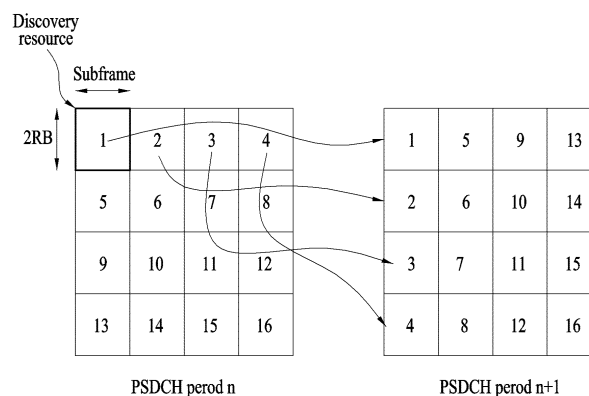 Discovery
resource
Subframe
2RB
1 2 3 4
5 6 7 8
9 10 11 12
13 14 15 16
PSDCH perod n
1 5 9 13
2 6 10 14
3 7 11 15
4 8 12 16
PSDCH perod n+1